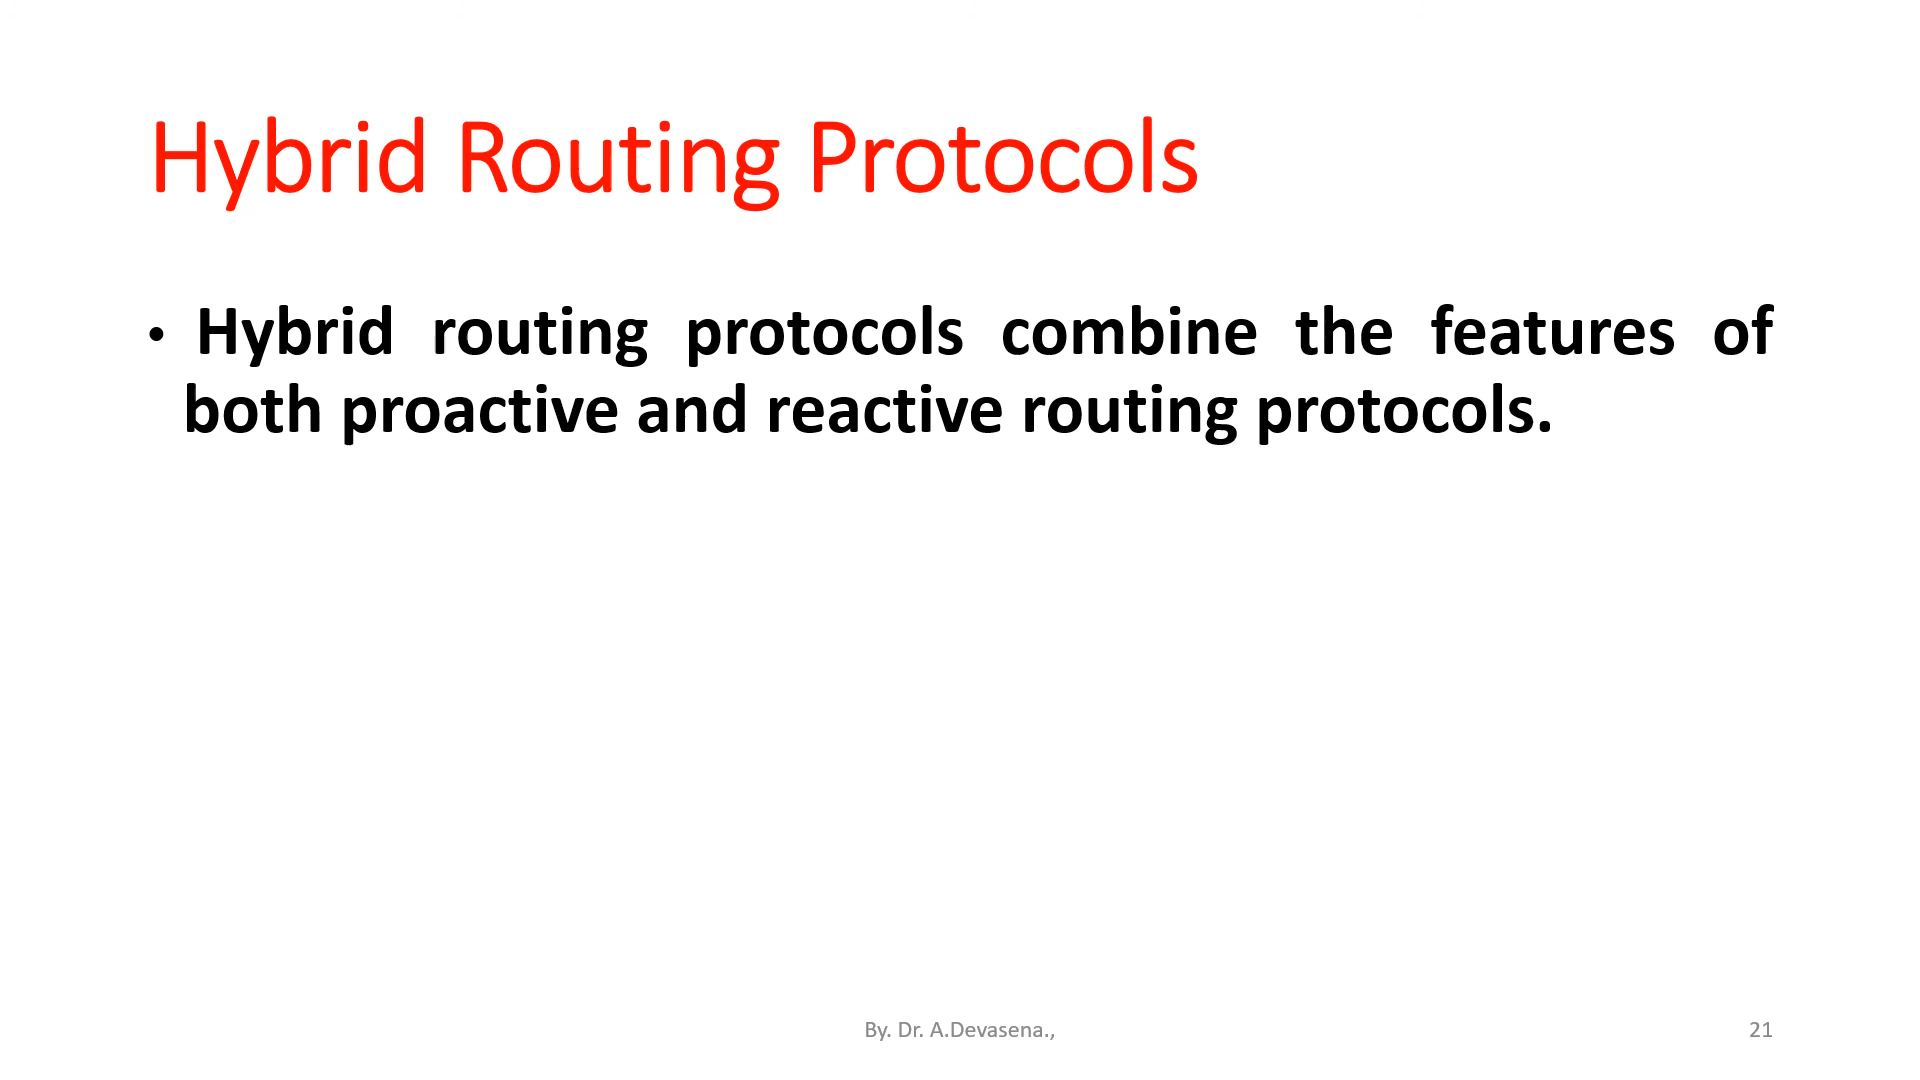 Hybrid Routing Protocols
• Hybrid routing protocols combine the features of
both proactive and reactive routing protocols.
By. Dr. A.Devasena.,
21